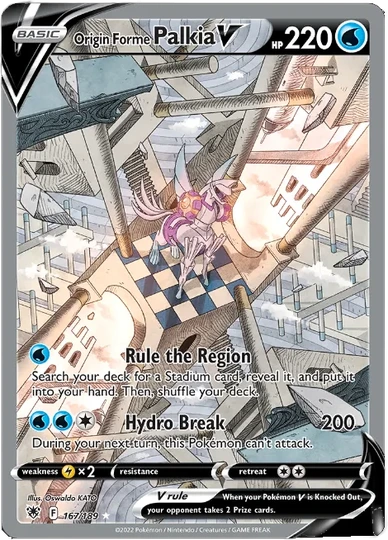 BASIC Origin Forme Palkia V HP 220
Rule the Region
Search your deck for a Stadium card, reveal it, and put it
into your hand. Then, shuffle your deck.
Hydro Break 200
During your next turn, this Pokémon can't attack.
weakness ×2 resistance retreat
Illus. Oswaldo KATO
F 167/189
V rule When your Pokémon V is Knocked Out,
your opponent takes 2 Prize cards.
©2022 Pokémon / Nintendo / Creatures / GAME FREAK